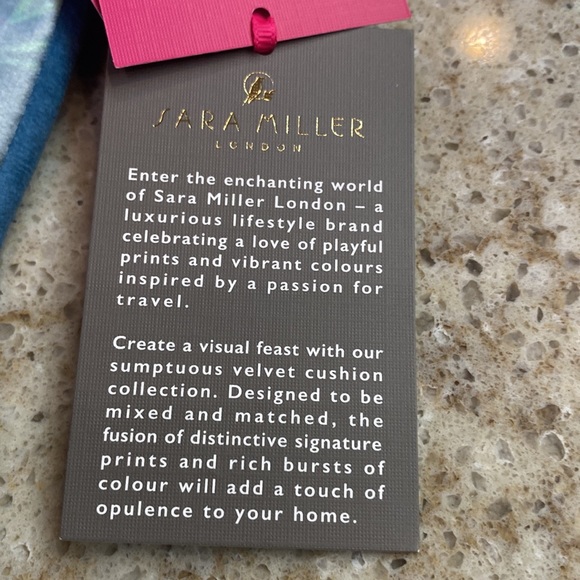 SARA MILLER
LONDON
Enter the enchanting world
of Sara Miller London – a
luxurious lifestyle brand
celebrating a love of playful
prints and vibrant colours
inspired by a passion for
travel.
Create a visual feast with our
sumptuous velvet cushion
collection. Designed to be
mixed and matched, the
fusion of distinctive signature
prints and rich bursts of
colour will add a touch of
opulence to your home.